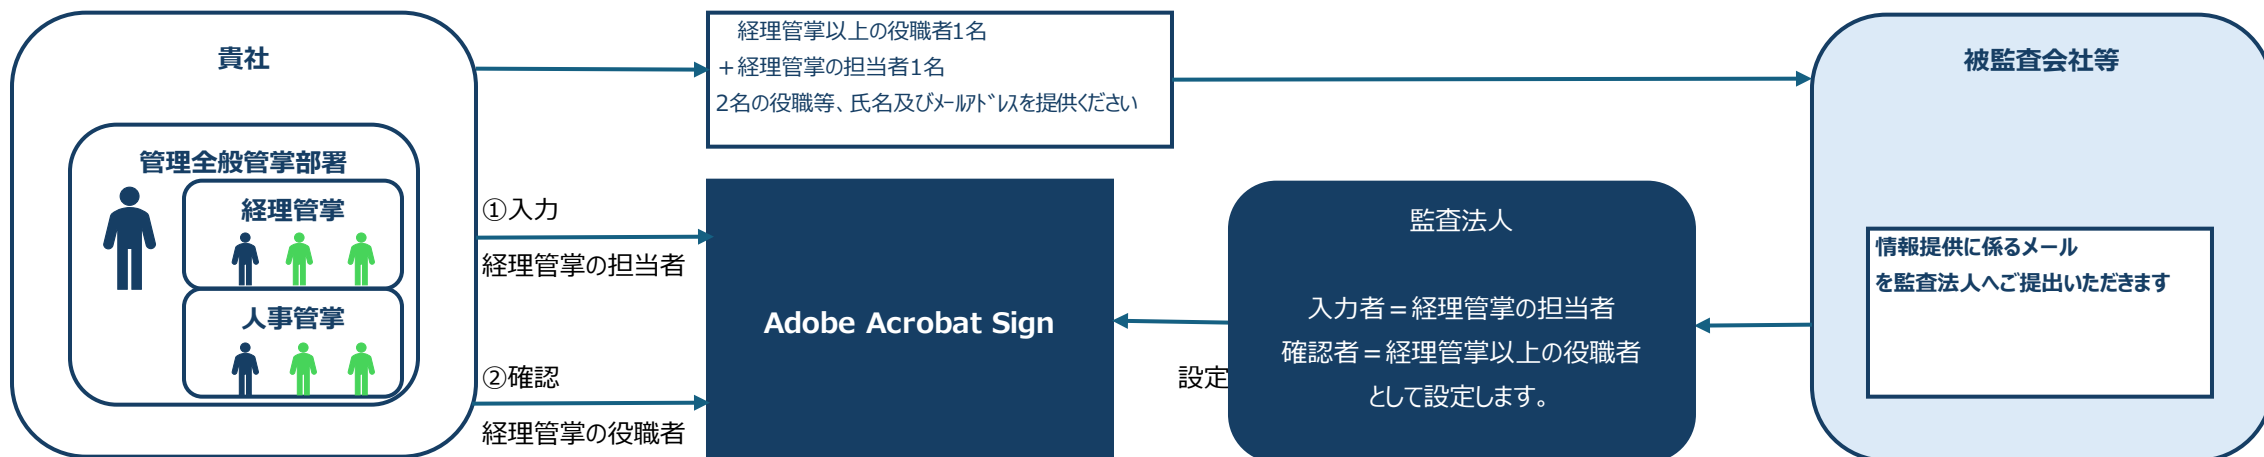 貴社
管理全般管掌部署
経理管掌
人事管掌
経理管掌以上の役職者1名
＋経理管掌の担当者1名
2名の役職等、氏名及びﾒｰﾙｱﾄﾞﾚｽを提供ください
①入力
経理管掌の担当者
②確認
経理管掌の役職者
Adobe Acrobat Sign
設定
監査法人
入力者＝経理管掌の担当者
確認者＝経理管掌以上の役職者
として設定します。
被監査会社等
情報提供に係るメール
を監査法人へご提出いただきます